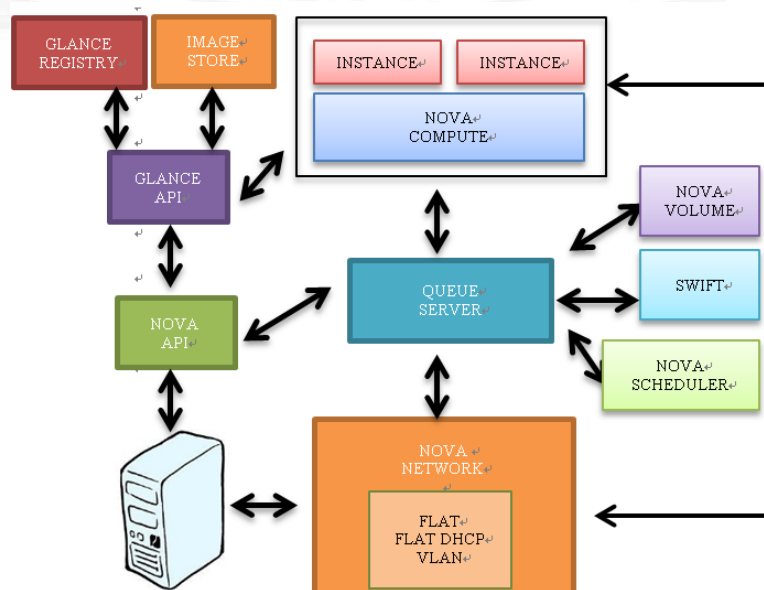 GLANCE
REGISTRY
IMAGE
STORE
INSTANCE
INSTANCE
NOVA
COMPUTE
GLANCE
API
NOVA
VOLUME
QUEUE
SERVER
SWIFT
NOVA
API
NOVA
SCHEDULER
NOVA
NETWORK
FLAT
FLAT DHCP
VLAN